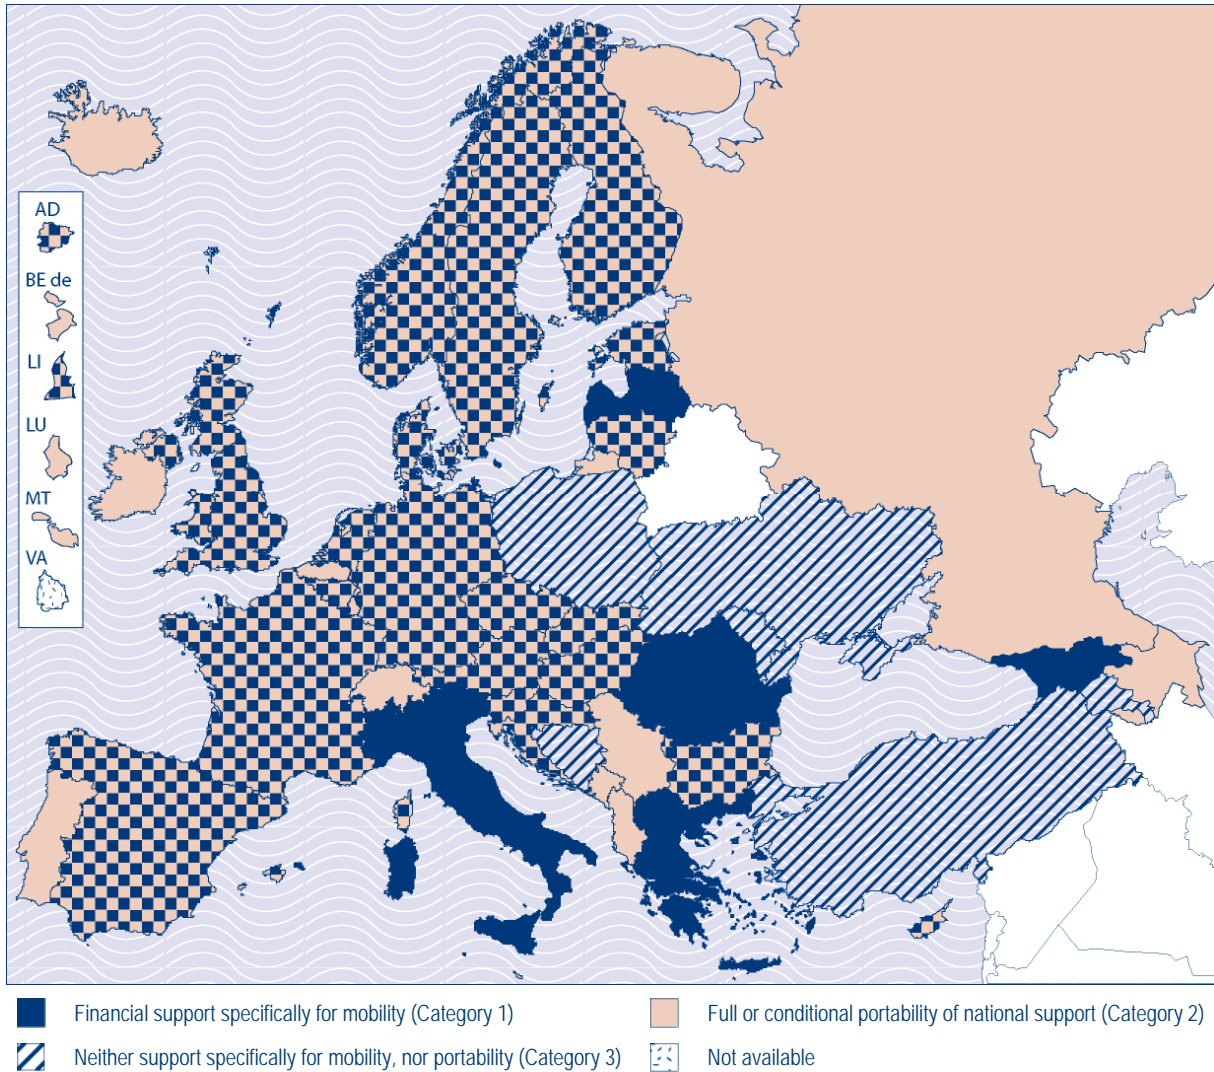 AD
BE de
LI
LU
MT
VA
Financial support specifically for mobility (Category 1)
Full or conditional portability of national support (Category 2)
Neither support specifically for mobility, nor portability (Category 3)
Not available